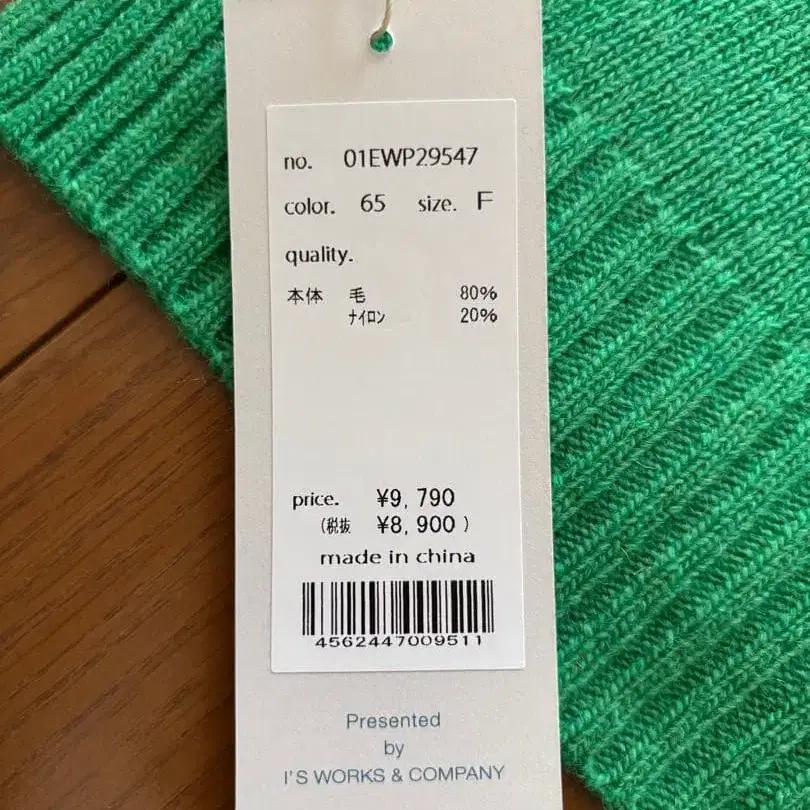 no. 01EWP29547
color. 65 size. F
quality.
本体 毛 80%
ﾅｲﾛﾝ 20%
price. ¥9,790
(税抜 ¥8,900)
made in china
4562447009511
Presented
by
I'S WORKS & COMPANY